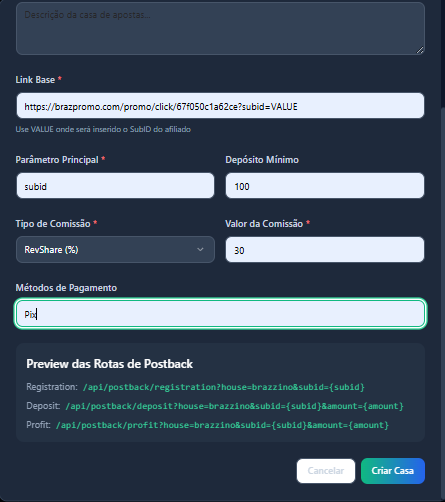 Descrição da casa de apostas...
Link Base *
https://brazpromo.com/promo/click/67f050c1a62ce?subid=VALUE
Use VALUE onde será inserido o SubID do afiliado
Parâmetro Principal * Depósito Mínimo
subid 100
Tipo de Comissão * Valor da Comissão *
RevShare (%) 30
Métodos de Pagamento
Pix
Preview das Rotas de Postback
Registration: /api/postback/registration?house=brazzino&subid={subid}
Deposit: /api/postback/deposit?house=brazzino&subid={subid}&amount={amount}
Profit: /api/postback/profit?house=brazzino&subid={subid}&amount={amount}
Cancelar Criar Casa